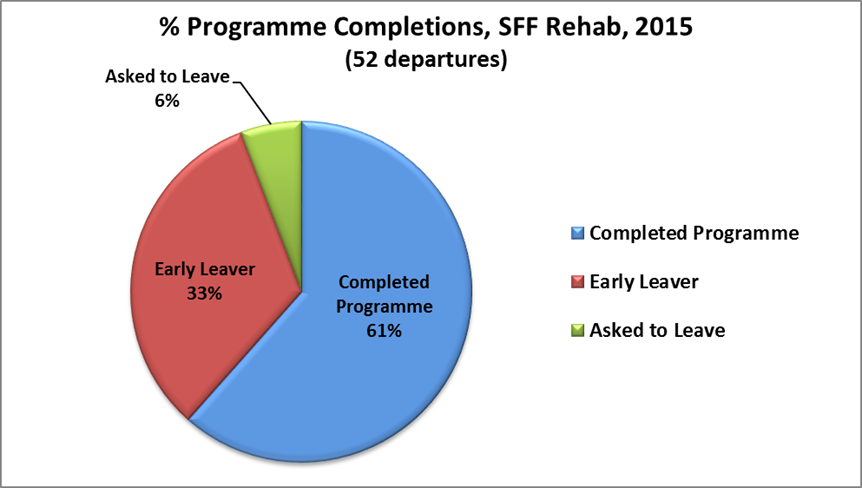 % Programme Completions, SFF Rehab, 2015
(52 departures)
Asked to Leave
6%
Early Leaver
33%
Completed
Programme
61%
Completed Programme
Early Leaver
Asked to Leave